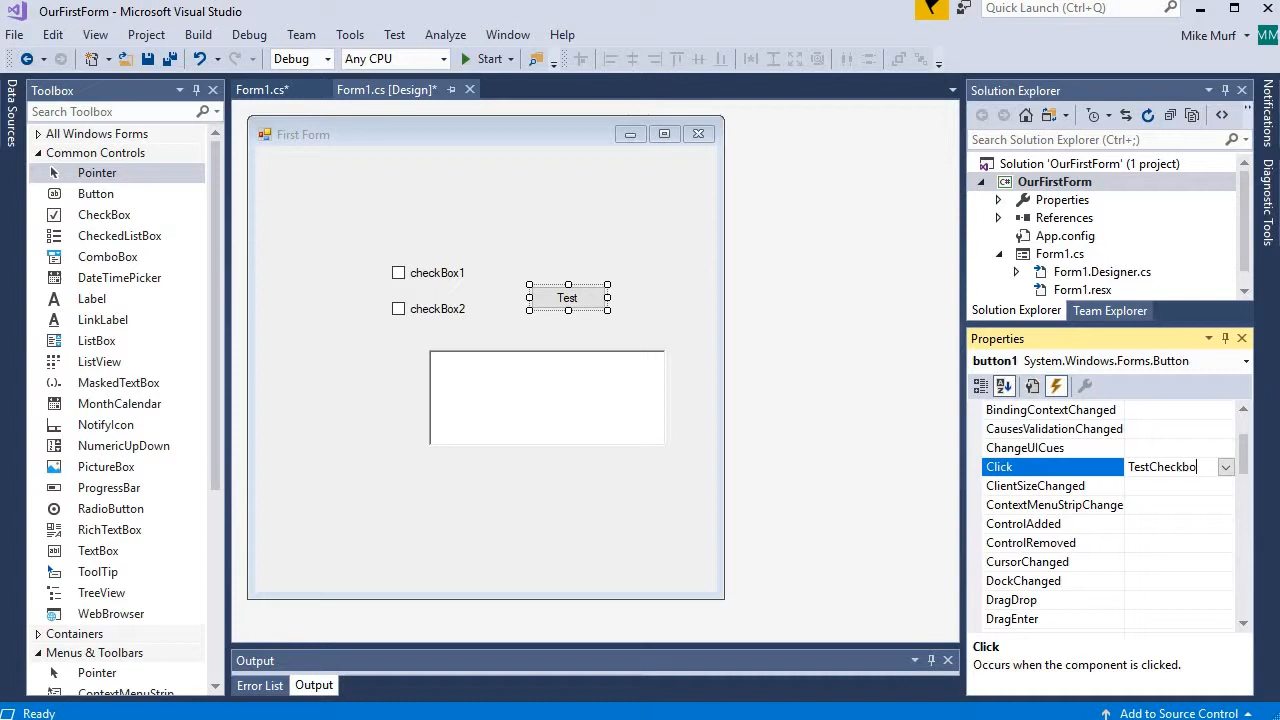 OurFirstForm - Microsoft Visual Studio
Quick Launch (Ctrl+Q)
File Edit View Project Build Debug Team Tools Test Analyze Window Help
Mike Murf
MM
Debug
Any CPU
Start
Data Sources
Toolbox
Search Toolbox
All Windows Forms
Common Controls
Pointer
Button
CheckBox
CheckedListBox
ComboBox
DateTimePicker
Label
LinkLabel
ListBox
ListView
MaskedTextBox
MonthCalendar
NotifyIcon
NumericUpDown
PictureBox
ProgressBar
RadioButton
RichTextBox
TextBox
ToolTip
TreeView
WebBrowser
Containers
Menus & Toolbars
Pointer
ContextMenuStrip
Form1.cs*
Form1.cs [Design]*
First Form
checkBox1
checkBox2
Test
Output
Error List
Output
Solution Explorer
Search Solution Explorer (Ctrl+;)
Solution 'OurFirstForm' (1 project)
C#
OurFirstForm
Properties
References
App.config
Form1.cs
Form1.Designer.cs
Form1.resx
Solution Explorer
Team Explorer
Properties
button1 System.Windows.Forms.Button
BindingContextChanged
CausesValidationChanged
ChangeUICues
Click TestCheckbo
ClientSizeChanged
ContextMenuStripChange
ControlAdded
ControlRemoved
CursorChanged
DockChanged
DragDrop
DragEnter
Click
Occurs when the component is clicked.
Notifications
Diagnostic Tools
Ready
Add to Source Control